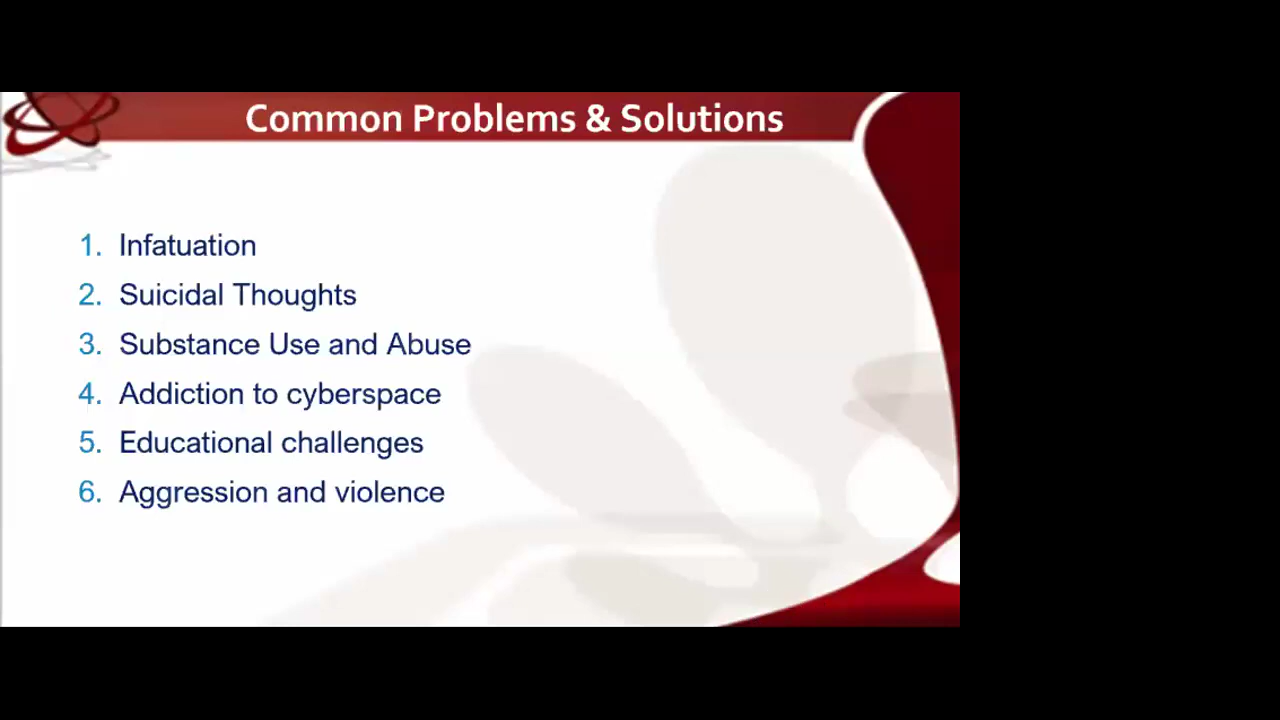 Common Problems & Solutions
1. Infatuation
2. Suicidal Thoughts
3. Substance Use and Abuse
4. Addiction to cyberspace
5. Educational challenges
6. Aggression and violence